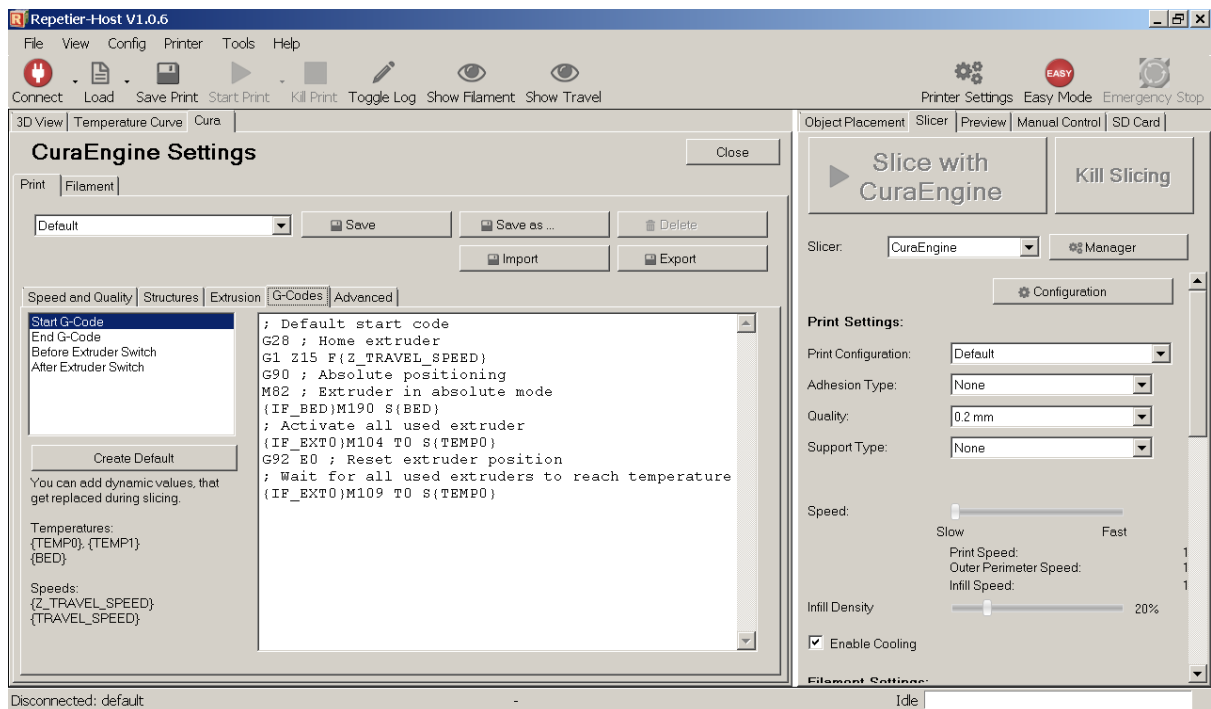 Repetier-Host V1.0.6
File View Config Printer Tools Help
Connect Load Save Print Start Print Kill Print Toggle Log Show Filament Show Travel Printer Settings Easy Mode Emergency Stop
EASY
3D View Temperature Curve Cura
CuraEngine Settings
Close
Print Filament
Default Save Save as ... Delete
Import Export
Speed and Quality Structures Extrusion G-Codes Advanced
Start G-Code
End G-Code
Before Extruder Switch
After Extruder Switch
Create Default
You can add dynamic values, that
get replaced during slicing.
Temperatures:
{TEMP0}, {TEMP1}
{BED}
Speeds:
{Z_TRAVEL_SPEED}
{TRAVEL_SPEED}
; Default start code
G28 ; Home extruder
G1 Z15 F{Z_TRAVEL_SPEED}
G90 ; Absolute positioning
M82 ; Extruder in absolute mode
{IF_BED}M190 S{BED}
; Activate all used extruder
{IF_EXT0}M104 T0 S{TEMP0}
G92 E0 ; Reset extruder position
; Wait for all used extruders to reach temperature
{IF_EXT0}M109 T0 S{TEMP0}
Object Placement Slicer Preview Manual Control SD Card
Slice with
CuraEngine
Kill Slicing
Slicer: CuraEngine Manager
Configuration
Print Settings:
Print Configuration: Default
Adhesion Type: None
Quality: 0.2 mm
Support Type: None
Speed:
Slow Fast
Print Speed: 1
Outer Perimeter Speed: 1
Infill Speed: 1
Infill Density 20%
Enable Cooling
Filament Settings:
Disconnected: default - Idle